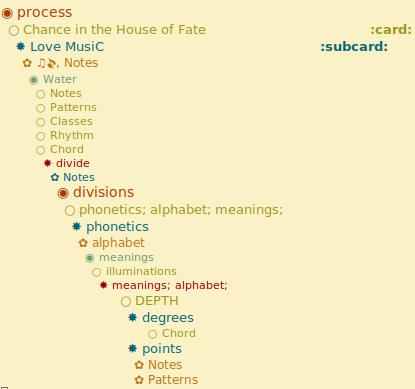 ◉ process
○ Chance in the House of Fate :card:
✸ Love MusiC :subcard:
✿ ♫, Notes
◉ Water
○ Notes
○ Patterns
○ Classes
○ Rhythm
○ Chord
✸ divide
✿ Notes
◉ divisions
○ phonetics; alphabet; meanings;
✸ phonetics
✿ alphabet
◉ meanings
○ illuminations
✸ meanings; alphabet;
○ DEPTH
✸ degrees
○ Chord
✸ points
✿ Notes
✿ Patterns